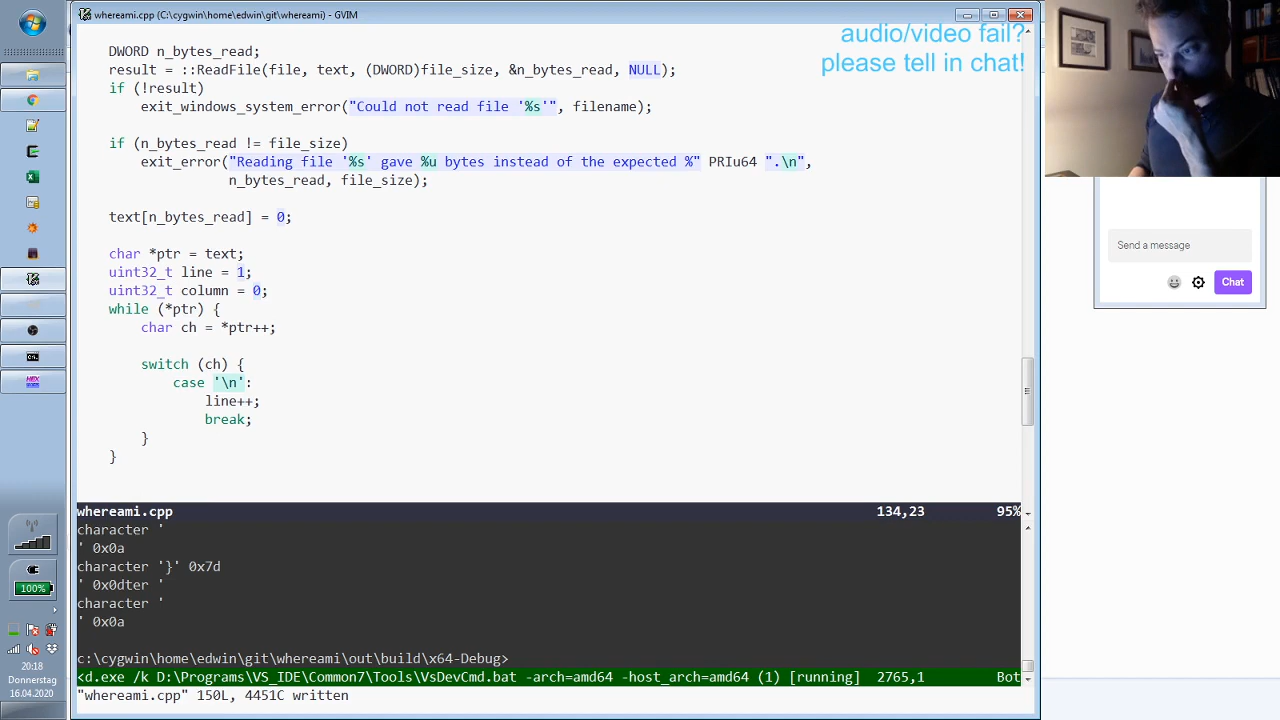 whereami.cpp (C:\cygwin\home\edwin\git\whereami) - GVIM
audio/video fail?
please tell in chat!
DWORD n_bytes_read;
result = ::ReadFile(file, text, (DWORD)file_size, &n_bytes_read, NULL);
if (!result)
exit_windows_system_error("Could not read file '%s'", filename);
if (n_bytes_read != file_size)
exit_error("Reading file '%s' gave %u bytes instead of the expected %" PRIu64 ".\n",
n_bytes_read, file_size);
text[n_bytes_read] = 0;
char *ptr = text;
uint32_t line = 1;
uint32_t column = 0;
while (*ptr) {
char ch = *ptr++;
switch (ch) {
case '\n':
line++;
break;
}
}
whereami.cpp 134,23 95%
character '
' 0x0a
character '}' 0x7d
' 0x0dter '
character '
' 0x0a
c:\cygwin\home\edwin\git\whereami\out\build\x64-Debug>
<d.exe /k D:\Programs\VS_IDE\Common7\Tools\VsDevCmd.bat -arch=amd64 -host_arch=amd64 (1) [running] 2765,1 Bot
"whereami.cpp" 150L, 4451C written
Send a message
Chat
HEX
100%
20:18
Donnerstag
16.04.2020